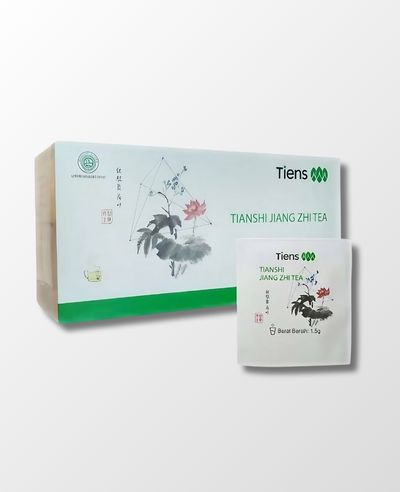 Tiens
TIANSHI JIANG ZHI TEA
Tiens
TIANSHI
JIANG ZHI TEA
Berat Bersih: 1.5g